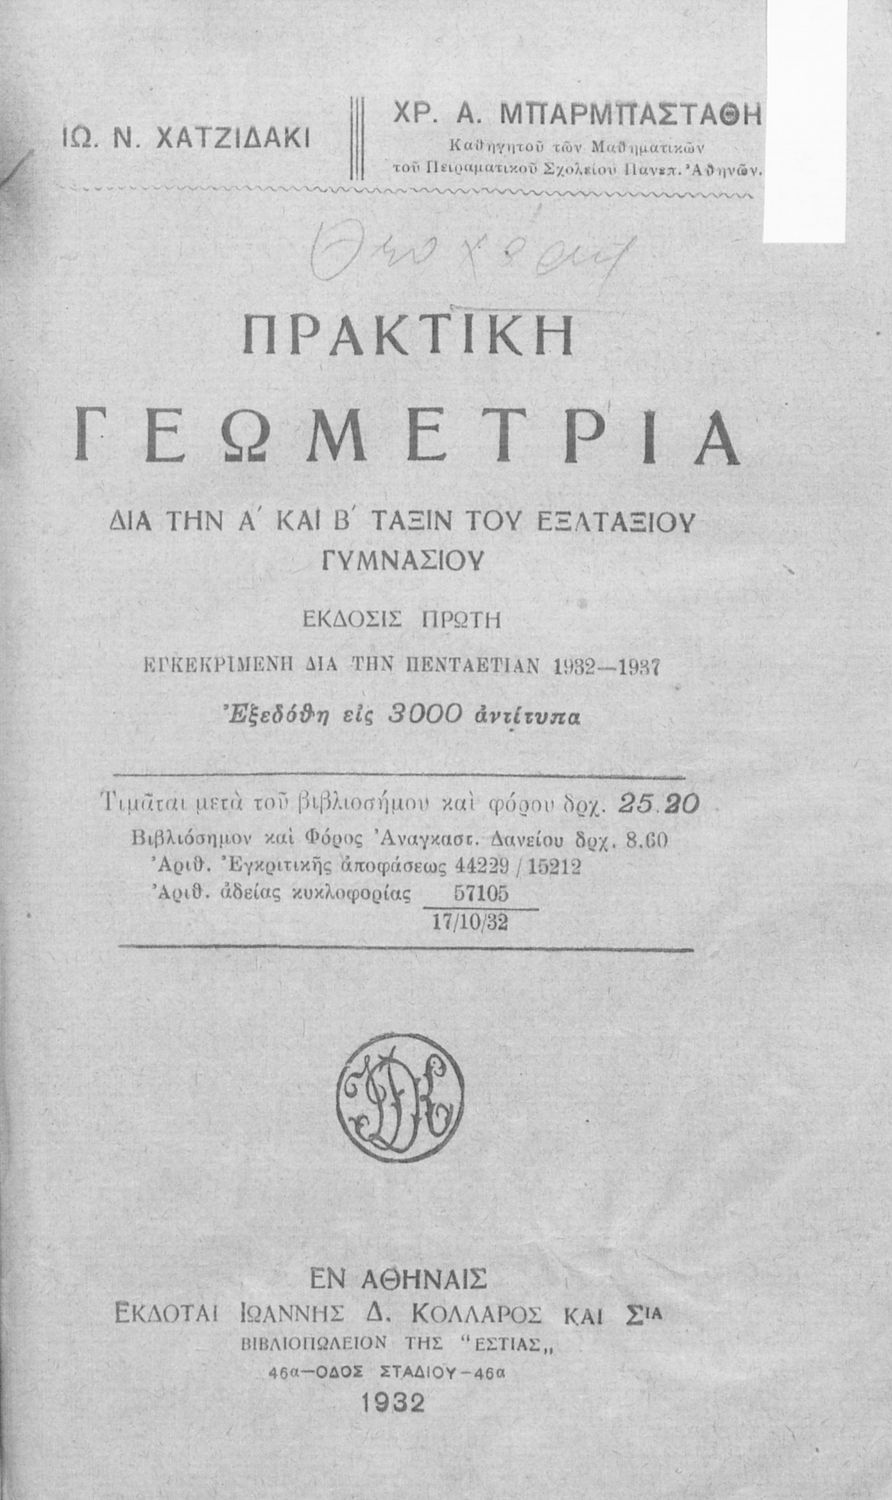 ΙΩ. Ν. ΧΑΤΖΙΔΑΚΙ
ΧΡ. Α. ΜΠΑΡΜΠΑΣΤΑΘΗ
Καθηγητοῦ τῶν Μαθηματικῶν
τοῦ Πειραματικοῦ Σχολείου Πανεπ. Ἀθηνῶν.
ΠΡΑΚΤΙΚΗ
ΓΕΩΜΕΤΡΙΑ
ΔΙΑ ΤΗΝ Α΄ ΚΑΙ Β΄ ΤΑΞΙΝ ΤΟΥ ΕΞΑΤΑΞΙΟΥ
ΓΥΜΝΑΣΙΟΥ
ΕΚΔΟΣΙΣ ΠΡΩΤΗ
ΕΓΚΕΚΡΙΜΕΝΗ ΔΙΑ ΤΗΝ ΠΕΝΤΑΕΤΙΑΝ 1932—1937
Ἐξεδόθη εἰς 3000 ἀντίτυπα
Τιμᾶται μετὰ τοῦ βιβλιοσήμου καὶ φόρου δρχ. 25.20
Βιβλιόσημον καὶ Φόρος Ἀναγκαστ. Δανείου δρχ. 8.60
Ἀριθ. Ἐγκριτικῆς ἀποφάσεως 44229 / 15212
Ἀριθ. ἀδείας κυκλοφορίας 57105
17/10/32
ΕΝ ΑΘΗΝΑΙΣ
ΕΚΔΟΤΑΙ ΙΩΑΝΝΗΣ Δ. ΚΟΛΛΑΡΟΣ ΚΑΙ ΣΙΑ
ΒΙΒΛΙΟΠΩΛΕΙΟΝ ΤΗΣ "ΕΣΤΙΑΣ„
46α—ΟΔΟΣ ΣΤΑΔΙΟΥ—46α
1932